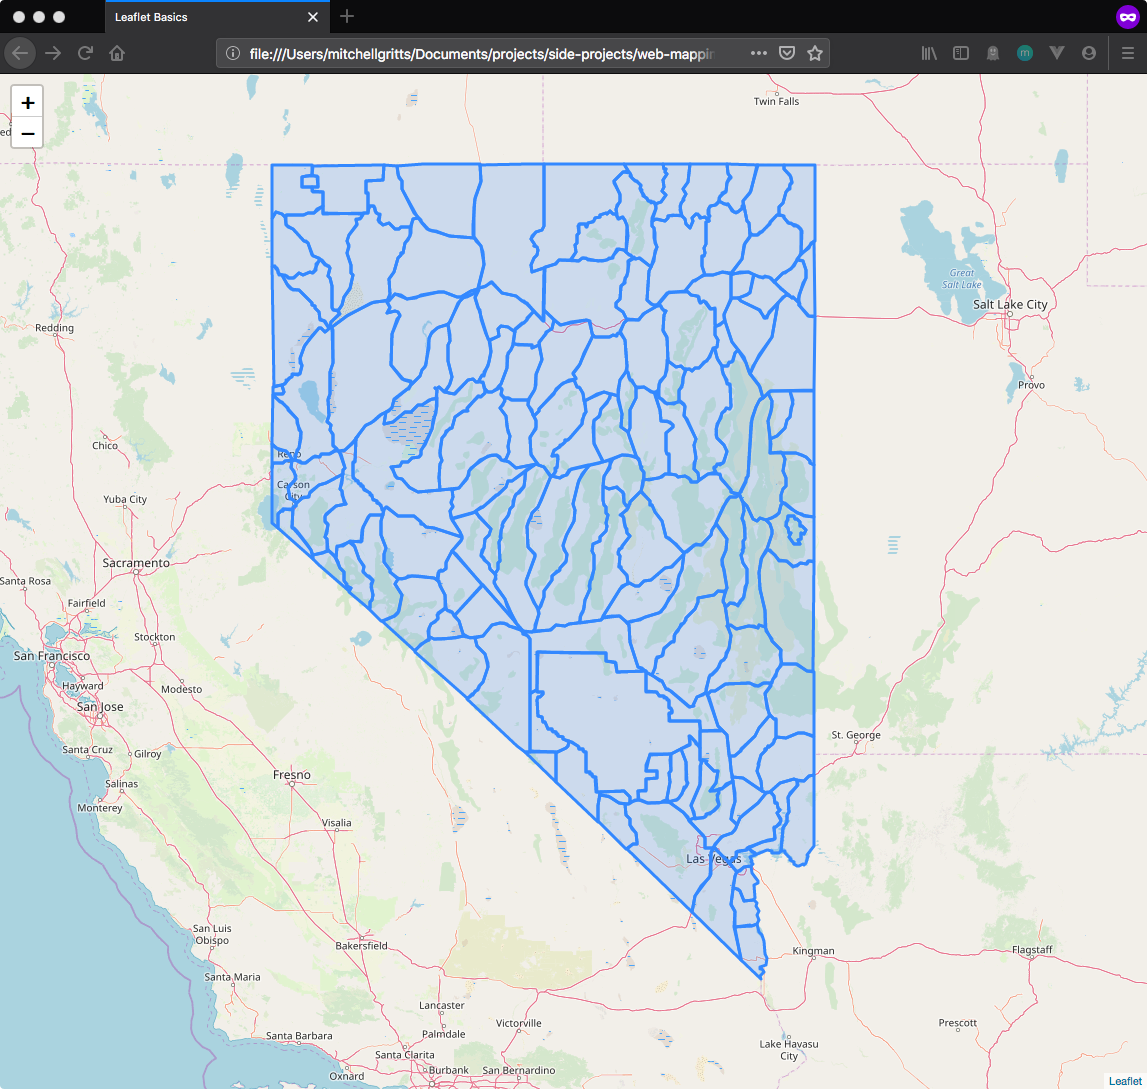 Leaflet Basics
file:///Users/mitchellgritts/Documents/projects/side-projects/web-mappin
m
+
−
Twin Falls
Great
Salt Lake
Salt Lake City
Redding
Provo
Chico
Reno
Carson
City
Yuba City
Sacramento
Santa Rosa
Fairfield
Stockton
San Francisco
Hayward
Modesto
San Jose
St. George
Santa Cruz
Gilroy
Fresno
Salinas
Monterey
Visalia
Las Vegas
San Luis
Obispo
Bakersfield
Kingman
Flagstaff
Santa Maria
Lancaster
Victorville
Prescott
Palmdale
Santa Barbara
Lake Havasu
City
Santa Clarita
Burbank
San Bernardino
Oxnard
Leaflet